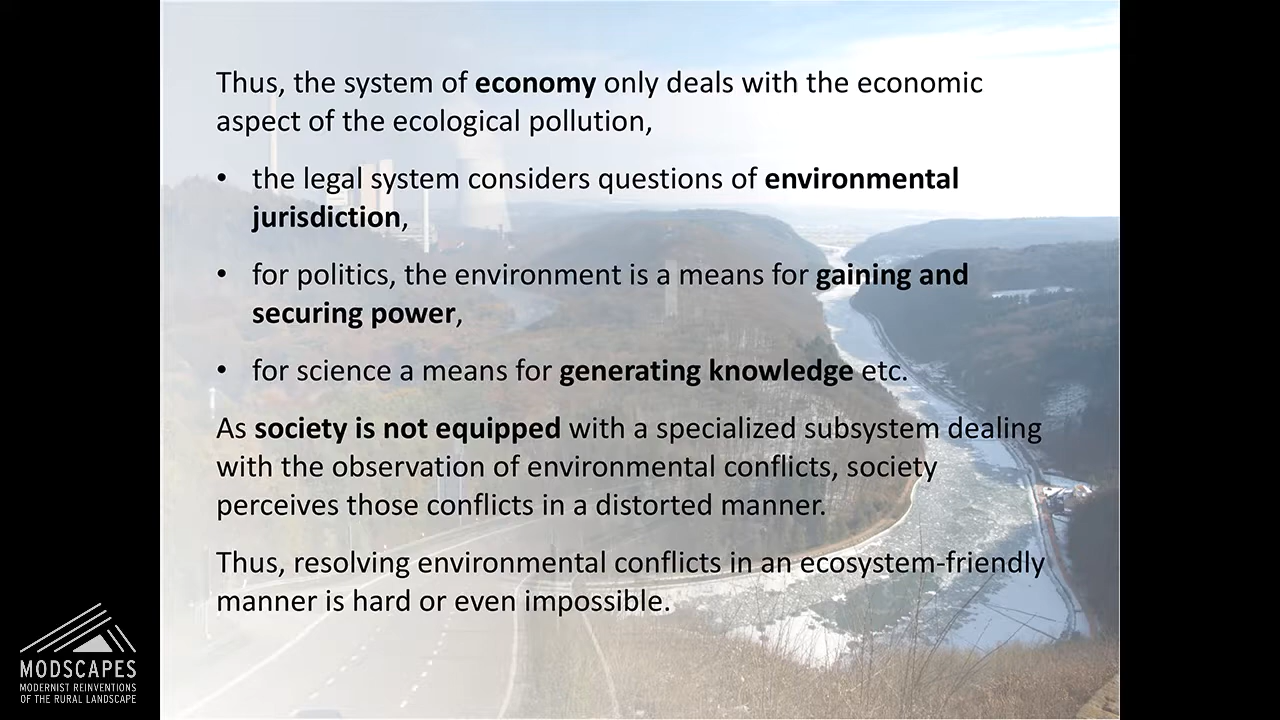 Thus, the system of economy only deals with the economic
aspect of the ecological pollution,
• the legal system considers questions of environmental
jurisdiction,
• for politics, the environment is a means for gaining and
securing power,
• for science a means for generating knowledge etc.
As society is not equipped with a specialized subsystem dealing
with the observation of environmental conflicts, society
perceives those conflicts in a distorted manner.
Thus, resolving environmental conflicts in an ecosystem-friendly
manner is hard or even impossible.
MODSCAPES
MODERNIST REINVENTIONS
OF THE RURAL LANDSCAPE